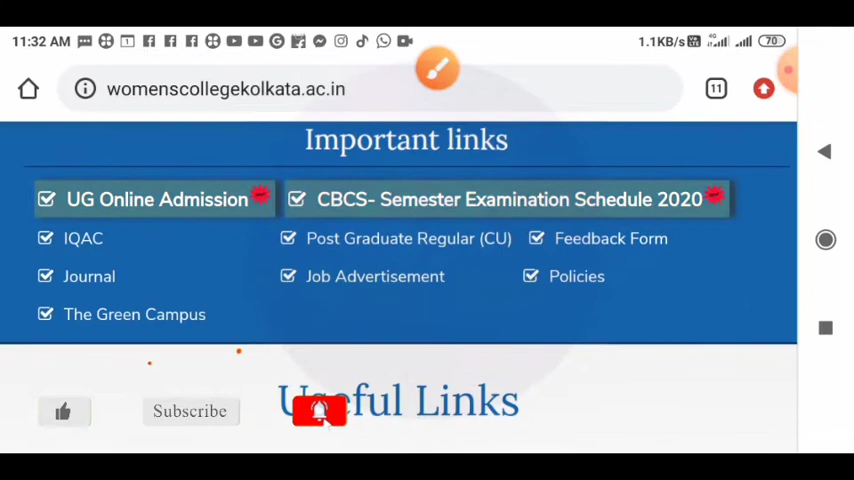 11:32 AM
1.1KB/s
4G
70
womenscollegekolkata.ac.in
11
Important links
UG Online Admission
CBCS- Semester Examination Schedule 2020
IQAC
Post Graduate Regular (CU)
Feedback Form
Journal
Job Advertisement
Policies
The Green Campus
Useful Links
Subscribe